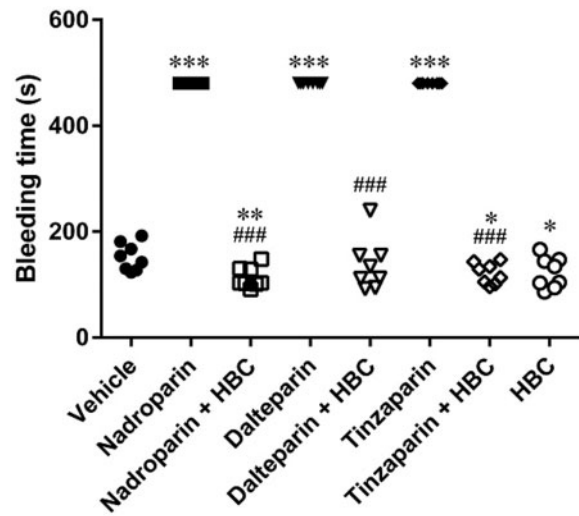 Bleeding time (s)
600
400
200
0
***
***
***
**
###
###
*
###
*
Vehicle
Nadroparin
Nadroparin + HBC
Dalteparin
Dalteparin + HBC
Tinzaparin
Tinzaparin + HBC
HBC